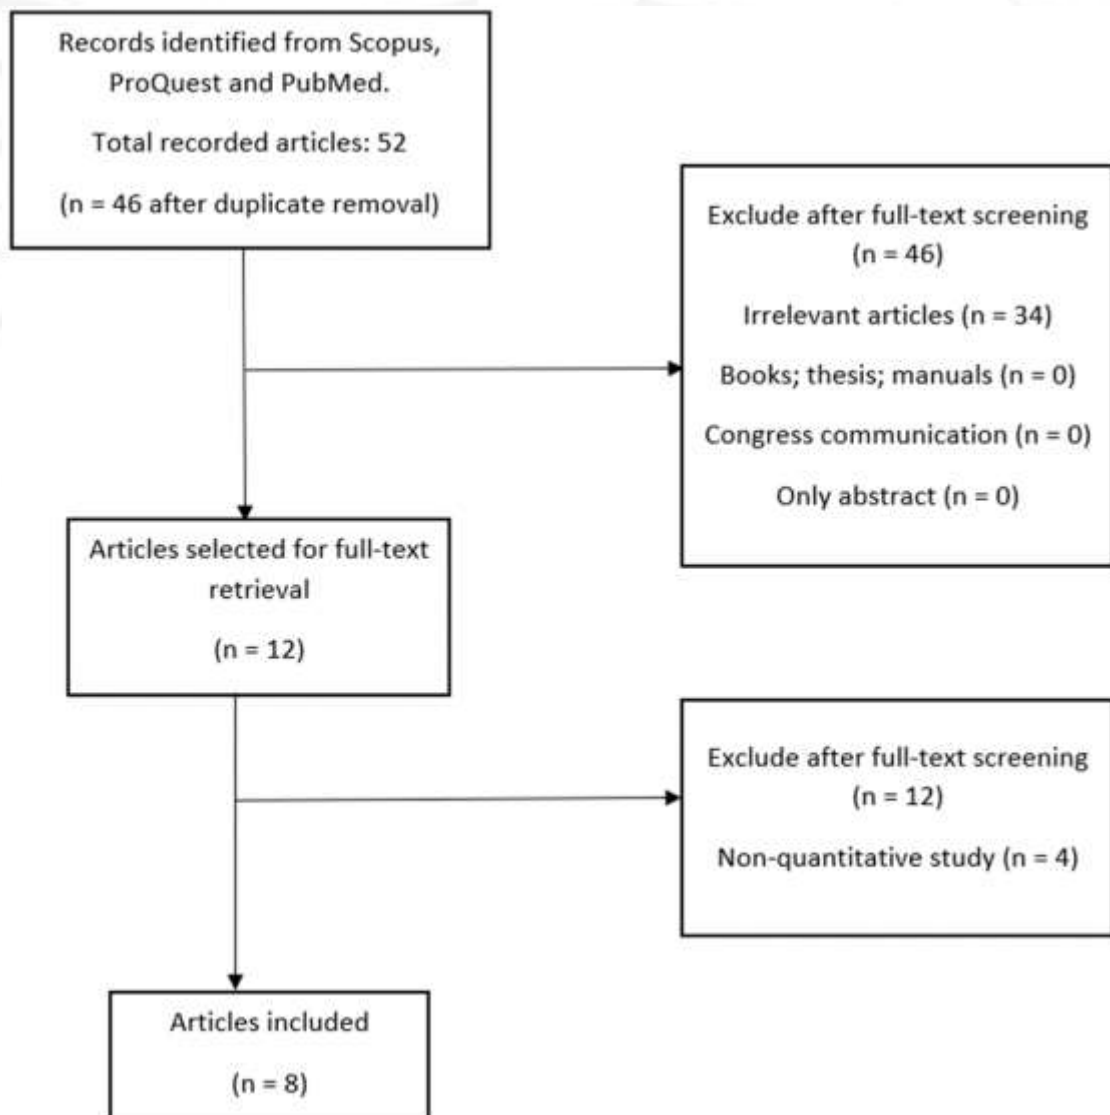 Records identified from Scopus,
ProQuest and PubMed.
Total recorded articles: 52
(n = 46 after duplicate removal)
Exclude after full-text screening
(n = 46)
Irrelevant articles (n = 34)
Books; thesis; manuals (n = 0)
Congress communication (n = 0)
Only abstract (n = 0)
Articles selected for full-text
retrieval
(n = 12)
Exclude after full-text screening
(n = 12)
Non-quantitative study (n = 4)
Articles included
(n = 8)